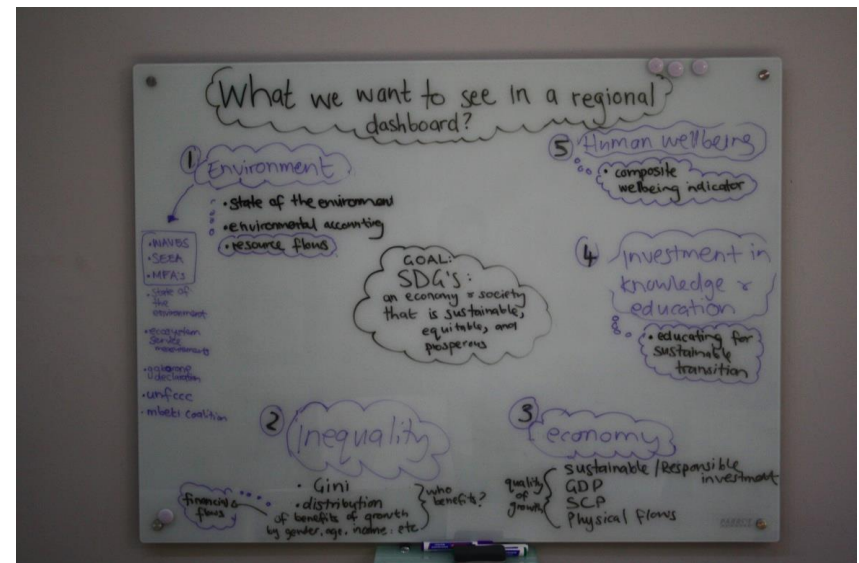 What we want to see in a regional
dashboard?
1
Environment
• state of the environment
• environmental accounting
• resource flows
• WAVES
• SEEA
• MPA's
• state of
the
environment
• ecosystem
service
• gaborone
declaration
• unfccc
• mbeki coalition
GOAL:
SDG's:
an economy & society
that is sustainable,
equitable, and
prosperous
2
Inequality
• Gini
• distribution
of benefits of growth
by gender, age, income, etc
who
benefits?
financial
flows
3
economy
quality
of
growth
Sustainable/Responsible
investment
GDP
SCP
Physical flows
4
Investment in
knowledge &
education
• educating for
sustainable
transition
5
Human wellbeing
• composite
wellbeing indicator